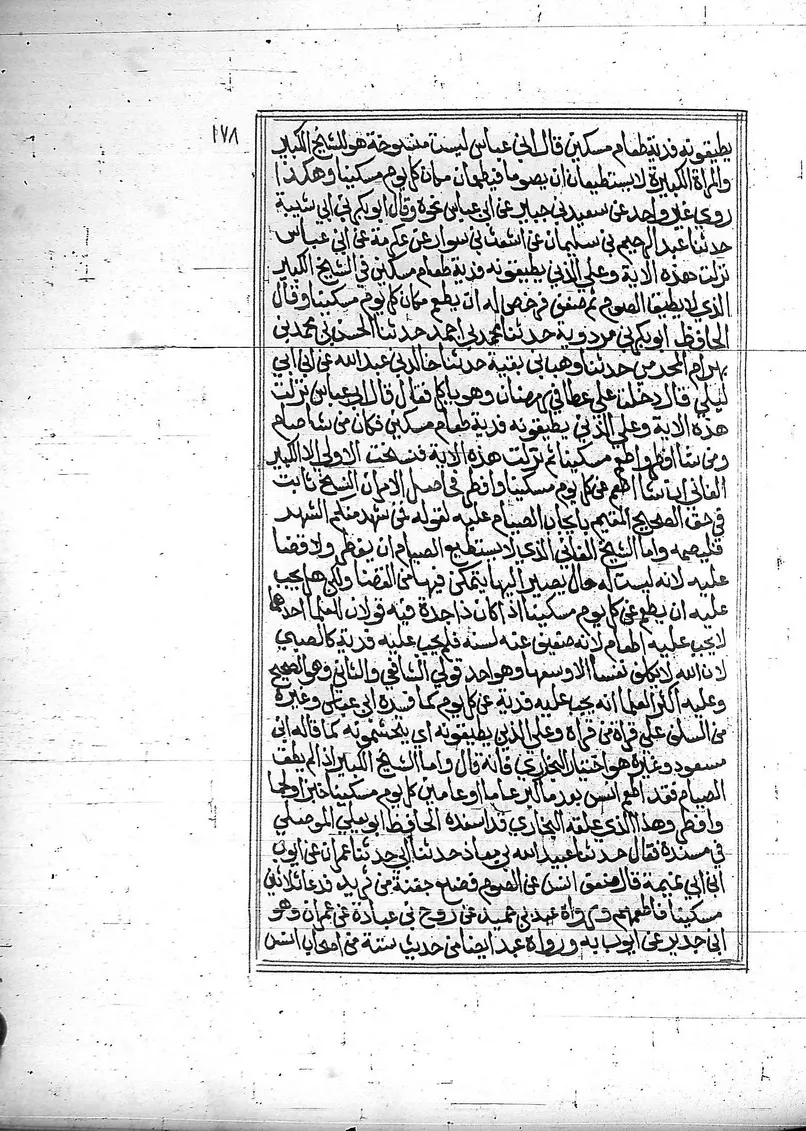 ١٧٨
يطيقونه فدية طعام مسكين قال ابن عباس ليست منسوخة هو للشيخ الكبير
والمراة الكبيرة لا يستطيعان ان يصوما فيطعمان مكان كل يوم مسكينا وهكذا
روى غير واحد عن سعيد بن جبير عن ابن عباس نحوه وقال ابو بكر بن ابي شيبة
حدثنا عبد الرحيم بن سليمان عن اشعث بن سوار عن عكرمة عن ابن عباس
نزلت هذه الاية وعلى الذين يطيقونه فدية طعام مسكين في الشيخ الكبير
الذي لا يطيق الصوم ثم ضعف فرخص له ان يطعم مكان كل يوم مسكينا وقال
الحافظ ابو بكر بن مردوية حدثنا محمد بن احمد حدثنا الحسين بن محمد بن
بهرام المحرمي حدثنا وهب بن بقية حدثنا خالد بن عبد الله عن ابن ابي
ليلى قال دخلت على عطا في رمضان وهو ياكل فقال قال ابن عباس نزلت
هذه الاية وعلى الذين يطيقونه فدية طعام مسكين فكان من شا صام
ومن شا افطر واطعم مسكينا ثم نزلت هذه الاية فنسخت الاولى الا الكبير
الفاني ان شا اطعم عن كل يوم مسكينا وافطر فحاصل الامر ان النسخ ثابت
في حق الصحيح المقيم بايجاب الصيام عليه لقوله فمن شهد منكم الشهر
فليصمه واما الشيخ الفاني الذي لا يستطيع الصيام ان يفطر ولا قضا
عليه لانه ليست له حال يصير اليها يتمكن فيها من القضا ولكن هل يجب
عليه ان يطعم عن كل يوم مسكينا اذا كان ذا جدة فيه قولان للعلما احدهما
لا يجب عليه اطعام لانه ضعيف عنه لسنه فلم يجب عليه فدية كالصبي
لان الله لا يكلف نفسا الا وسعها وهو احد قولي الشافعي والثاني وهو الصحيح
وعليه اكثر العلما انه يجب عليه فدية عن كل يوم كما فسره ابن عباس وغيره
من السلف على قراة من قراة وعلى الذين يطيقونه اي يتجشمونه كما قاله ابن
مسعود وغيره وهو اختيار البخاري فانه قال واما الشيخ الكبير اذا لم يطق
الصيام فقد اطعم انس بعد ما كبر عاما او عامين كل يوم مسكينا خبزا ولحما
وافطر وهذا الذي علقه البخاري قد اسنده الحافظ ابو يعلى الموصلي
في مسنده فقال حدثنا عبيد الله بن معاذ حدثنا ابي حدثنا عمران عن ايوب
ابن ابي تميمة قال ضعف انس عن الصوم فصنع جفنة من ثريد فدعا ثلاثين
مسكينا فاطعمهم ورواه عبد بن حميد عن روح بن عبادة عن عمران وهو
ابن جدير عن ايوب به ورواه عبد ايضا من حديث ستة من اصحاب انس